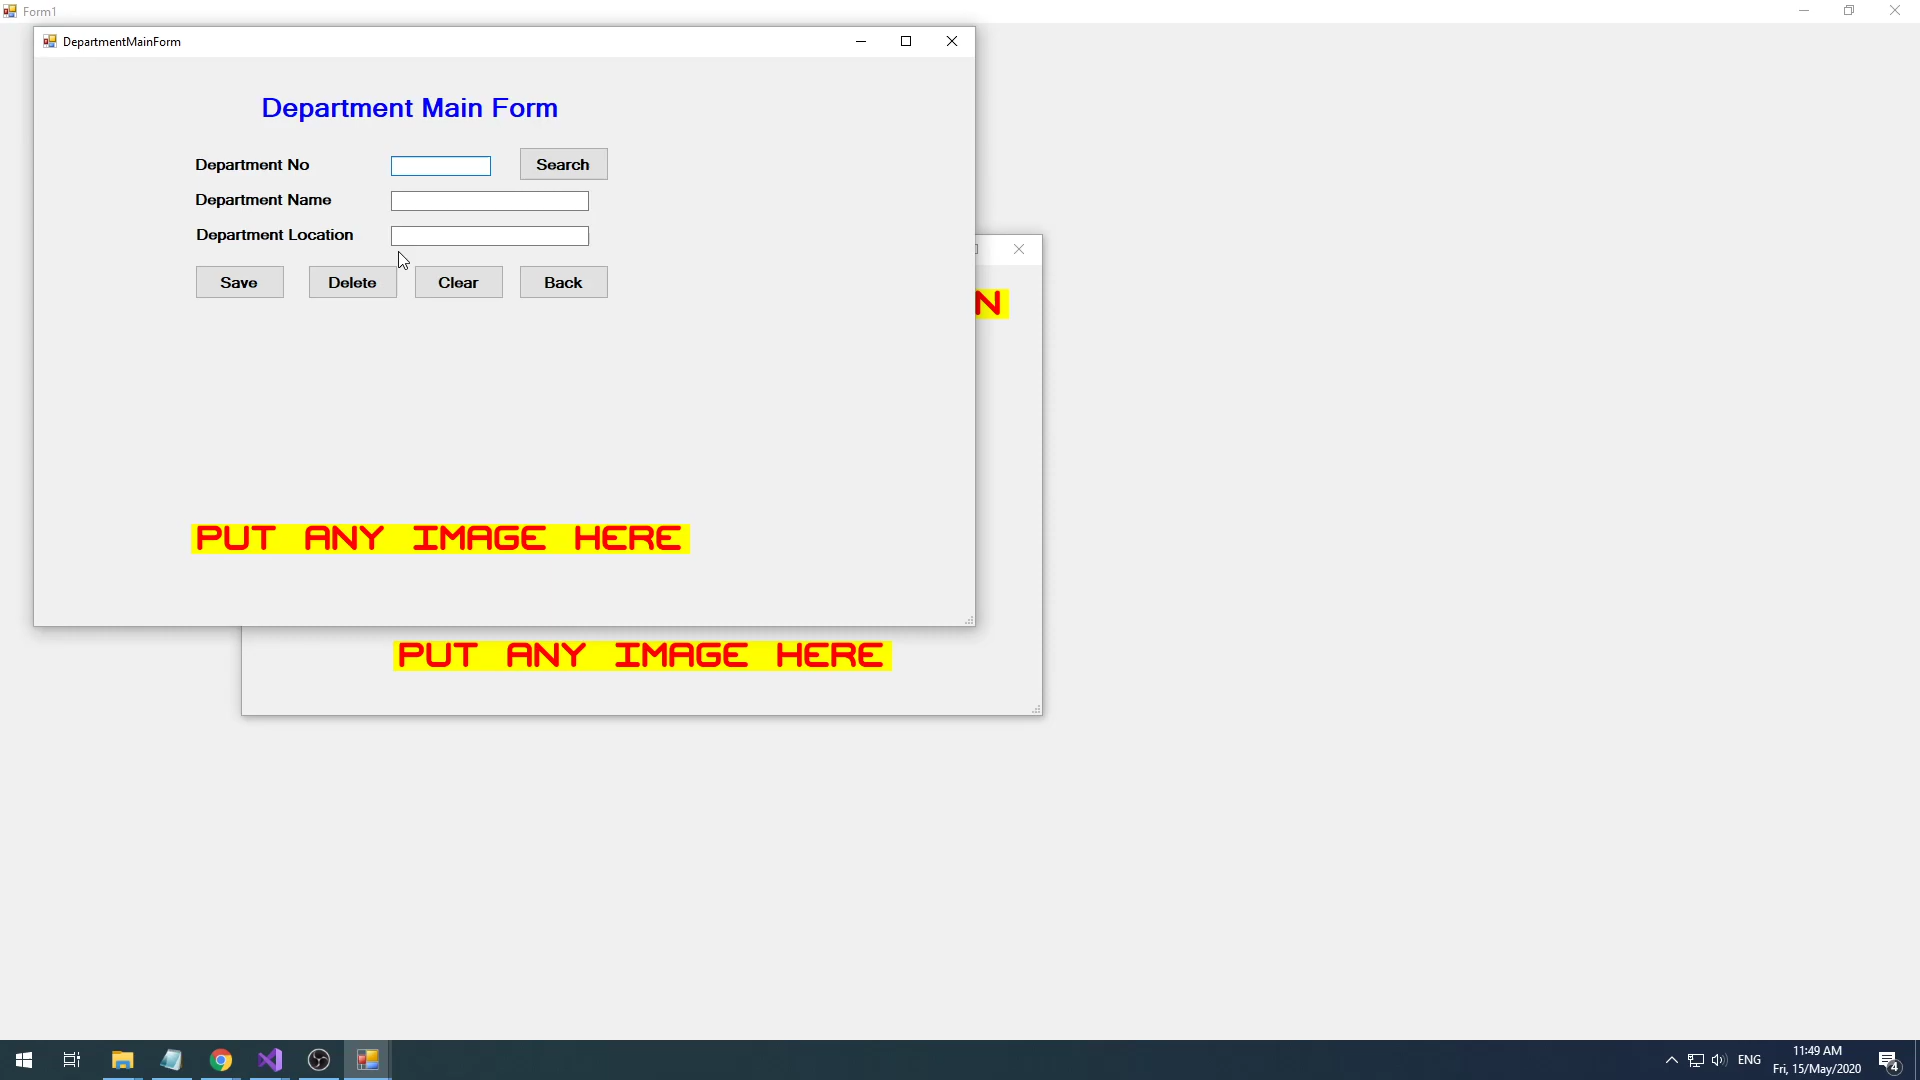 Form1
DepartmentMainForm
Department Main Form
Department No
Search
Department Name
Department Location
Save Delete Clear Back
N
PUT ANY IMAGE HERE
PUT ANY IMAGE HERE
ENG
11:49 AM
Fri, 15/May/2020
4